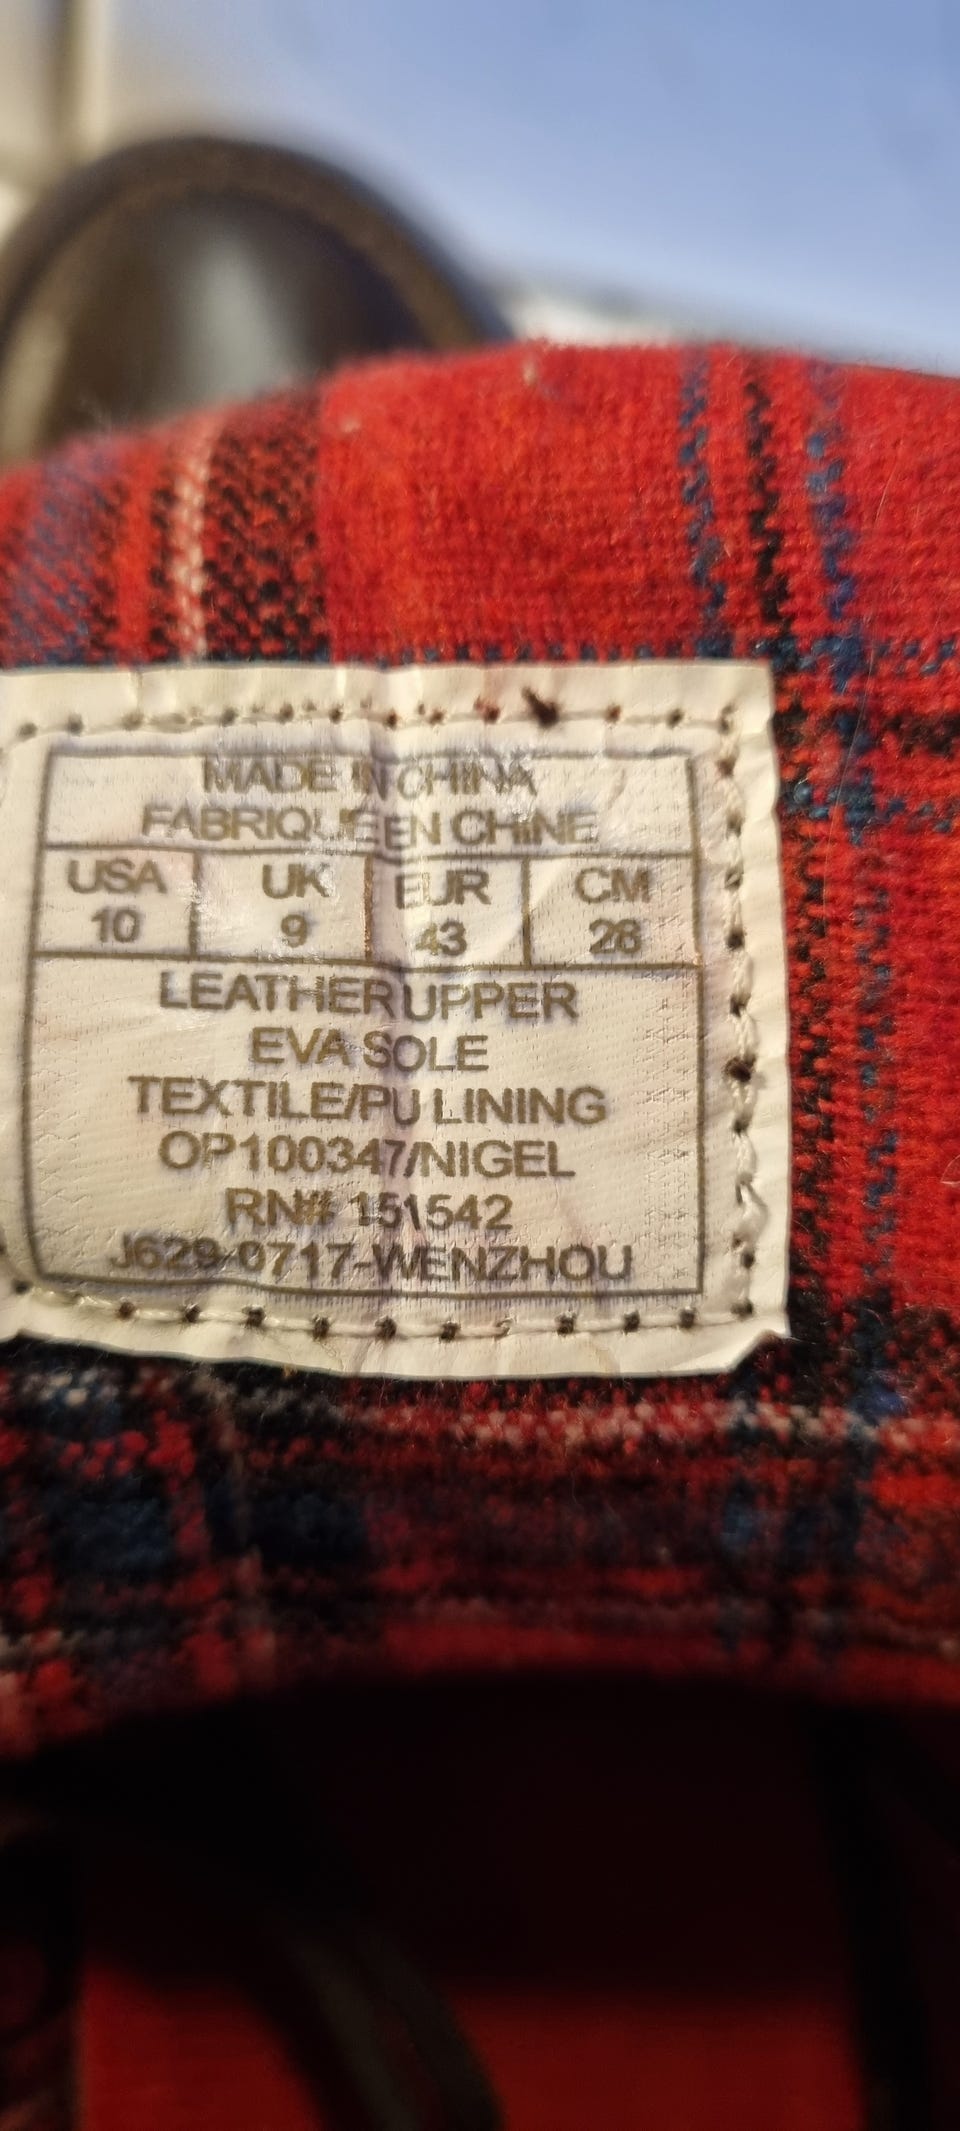 MADE IN CHINA
FABRIQUE EN CHINE
USA UK EUR CM
10 9 43 28
LEATHER UPPER
EVA SOLE
TEXTILE/PU LINING
OP100347/NIGEL
RN# 151542
J629-0717-WENZHOU